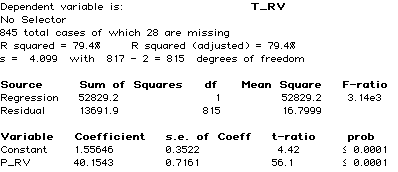 Dependent variable is: T_RV
No Selector
845 total cases of which 28 are missing
R squared = 79.4% R squared (adjusted) = 79.4%
s = 4.099 with 817 - 2 = 815 degrees of freedom
Source Sum of Squares df Mean Square F-ratio
Regression 52829.2 1 52829.2 3.14e3
Residual 13691.9 815 16.7999
Variable Coefficient s.e. of Coeff t-ratio prob
Constant 1.55646 0.3522 4.42 ≤ 0.0001
P_RV 40.1543 0.7161 56.1 ≤ 0.0001